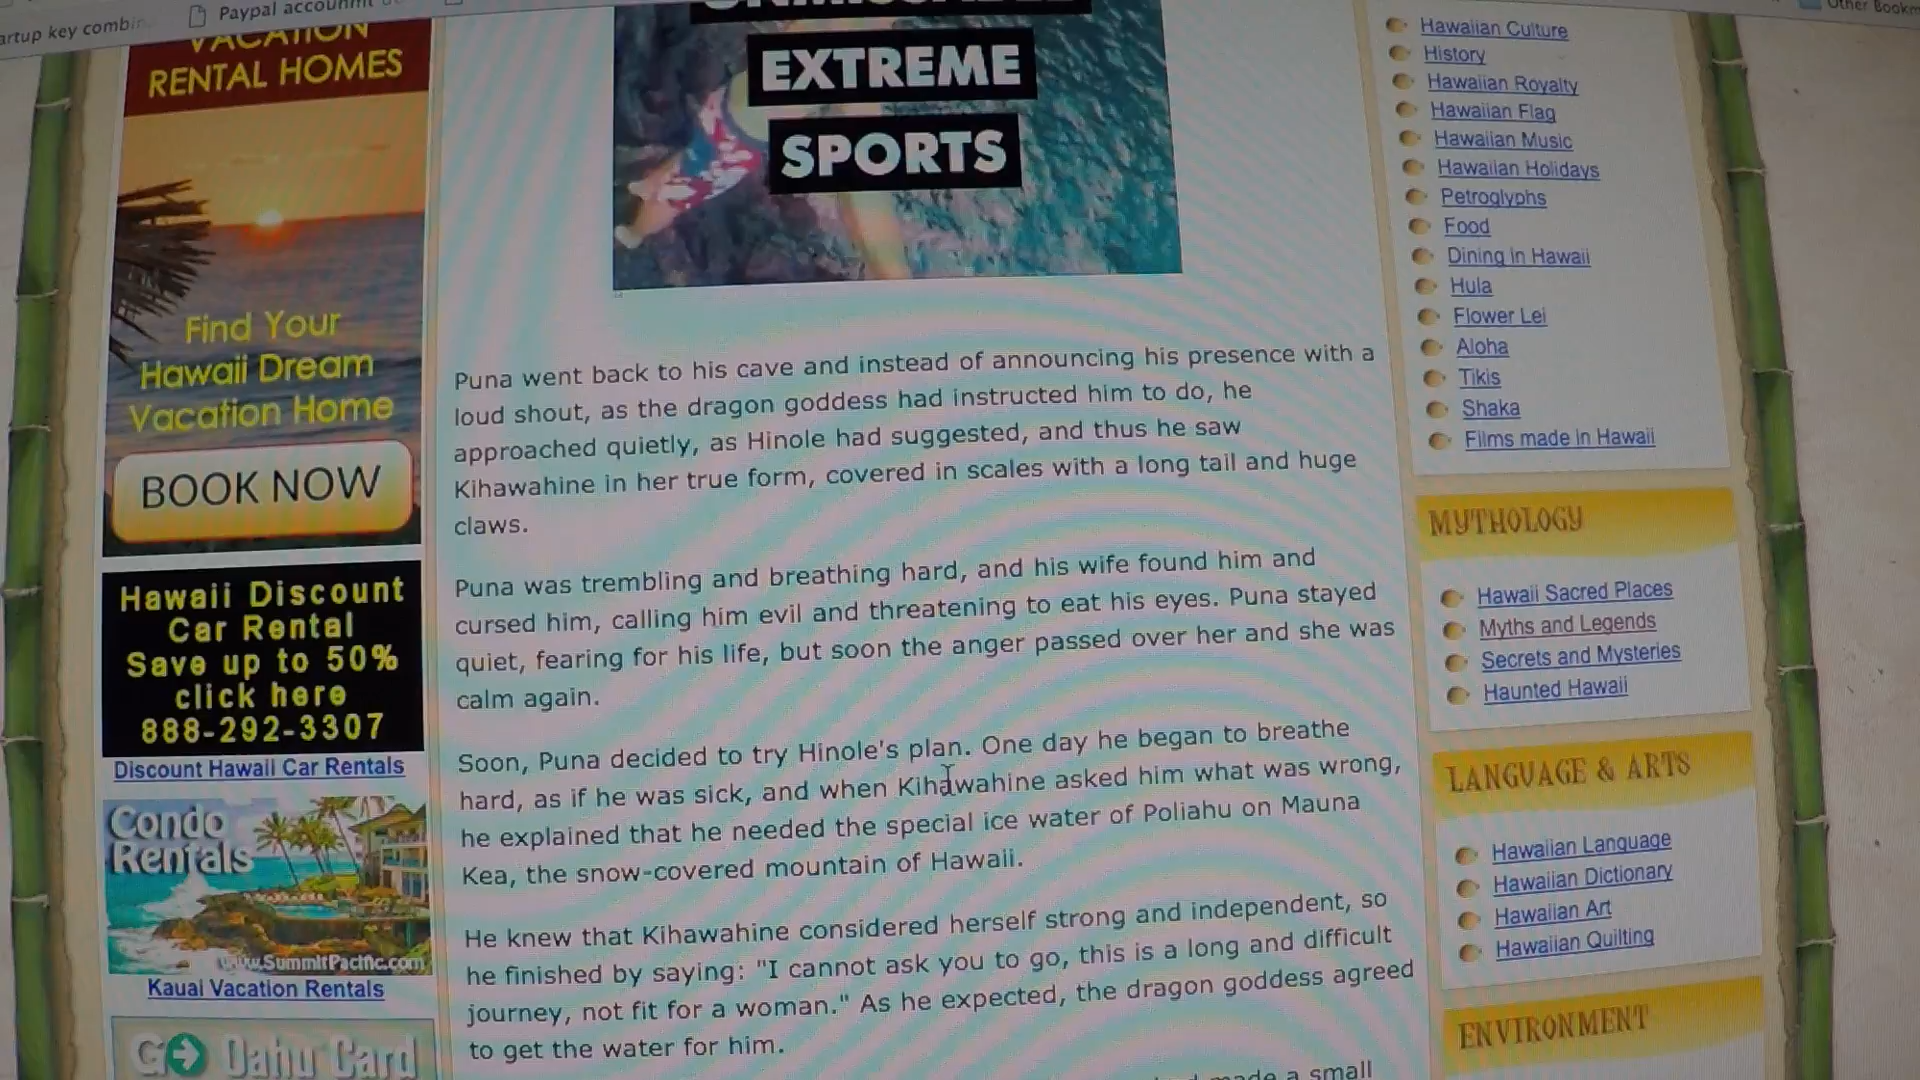 Paypal
Other
VACATION
RENTAL HOMES
Find Your
Hawaii Dream
Vacation Home
BOOK NOW
Hawaii Discount
Car Rental
Save up to 50%
click here
888-292-3307
Discount Hawaii Car Rentals
Condo
Rentals
www.SummitPacific.com
Kauai Vacation Rentals
GO Oahu Card
EXTREME
SPORTS
Puna went back to his cave and instead of announcing his presence with a
loud shout, as the dragon goddess had instructed him to do, he
approached quietly, as Hinole had suggested, and thus he saw
Kihawahine in her true form, covered in scales with a long tail and huge
claws.
Puna was trembling and breathing hard, and his wife found him and
cursed him, calling him evil and threatening to eat his eyes. Puna stayed
quiet, fearing for his life, but soon the anger passed over her and she was
calm again.
Soon, Puna decided to try Hinole's plan. One day he began to breathe
hard, as if he was sick, and when Kihawahine asked him what was wrong,
he explained that he needed the special ice water of Poliahu on Mauna
Kea, the snow-covered mountain of Hawaii.
He knew that Kihawahine considered herself strong and independent, so
he finished by saying: "I cannot ask you to go, this is a long and difficult
journey, not fit for a woman." As he expected, the dragon goddess agreed
to get the water for him.
made a small
Hawaiian Culture
History
Hawaiian Royalty
Hawaiian Flag
Hawaiian Music
Hawaiian Holidays
Petroglyphs
Food
Dining in Hawaii
Hula
Flower Lei
Aloha
Tikis
Shaka
Films made in Hawaii
MYTHOLOGY
Hawaii Sacred Places
Myths and Legends
Secrets and Mysteries
Haunted Hawaii
LANGUAGE & ARTS
Hawaiian Language
Hawaiian Dictionary
Hawaiian Art
Hawaiian Quilting
ENVIRONMENT